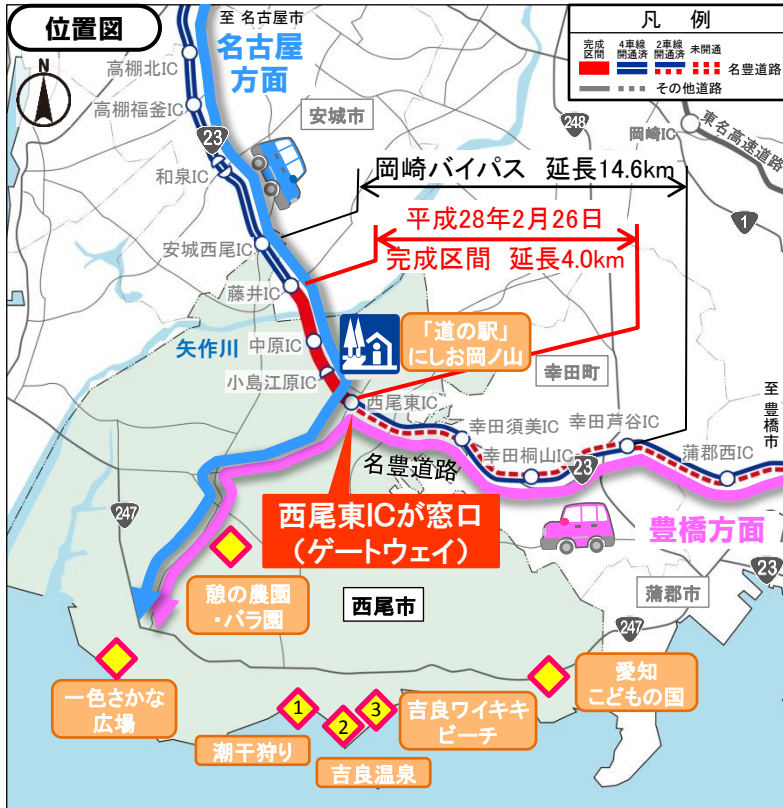 位置図
N
至 名古屋市
名古屋
方面
凡 例
完成
区間
4車線
開通済
2車線
開通済
未開通
名豊道路
その他道路
高棚北IC
高棚福釜IC
23
安城市
248
岡崎IC
東名高速道路
和泉IC
岡崎バイパス 延長14.6km
1
平成28年2月26日
完成区間 延長4.0km
安城西尾IC
藤井IC
矢作川
中原IC
「道の駅」
にしお岡ノ山
小島江原IC
幸田町
西尾東IC
幸田須美IC
幸田芦谷IC
至 豊橋市
幸田桐山IC
23
蒲郡西IC
名豊道路
247
西尾東ICが窓口
(ゲートウェイ)
豊橋方面
23
憩の農園
・バラ園
西尾市
蒲郡市
247
一色さかな
広場
愛知
こどもの国
1
2
3
吉良ワイキキ
ビーチ
潮干狩り
吉良温泉